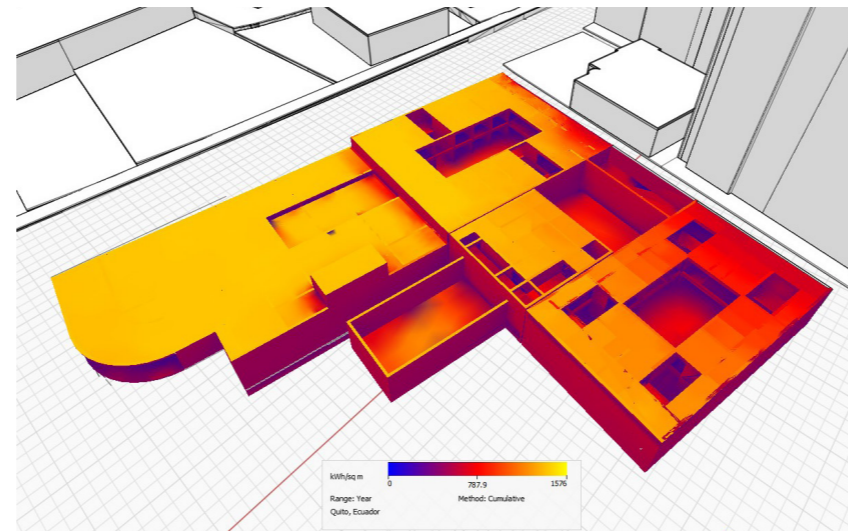 kWh/sq m
0
787.9
1576
Range: Year
Method: Cumulative
Quito, Ecuador